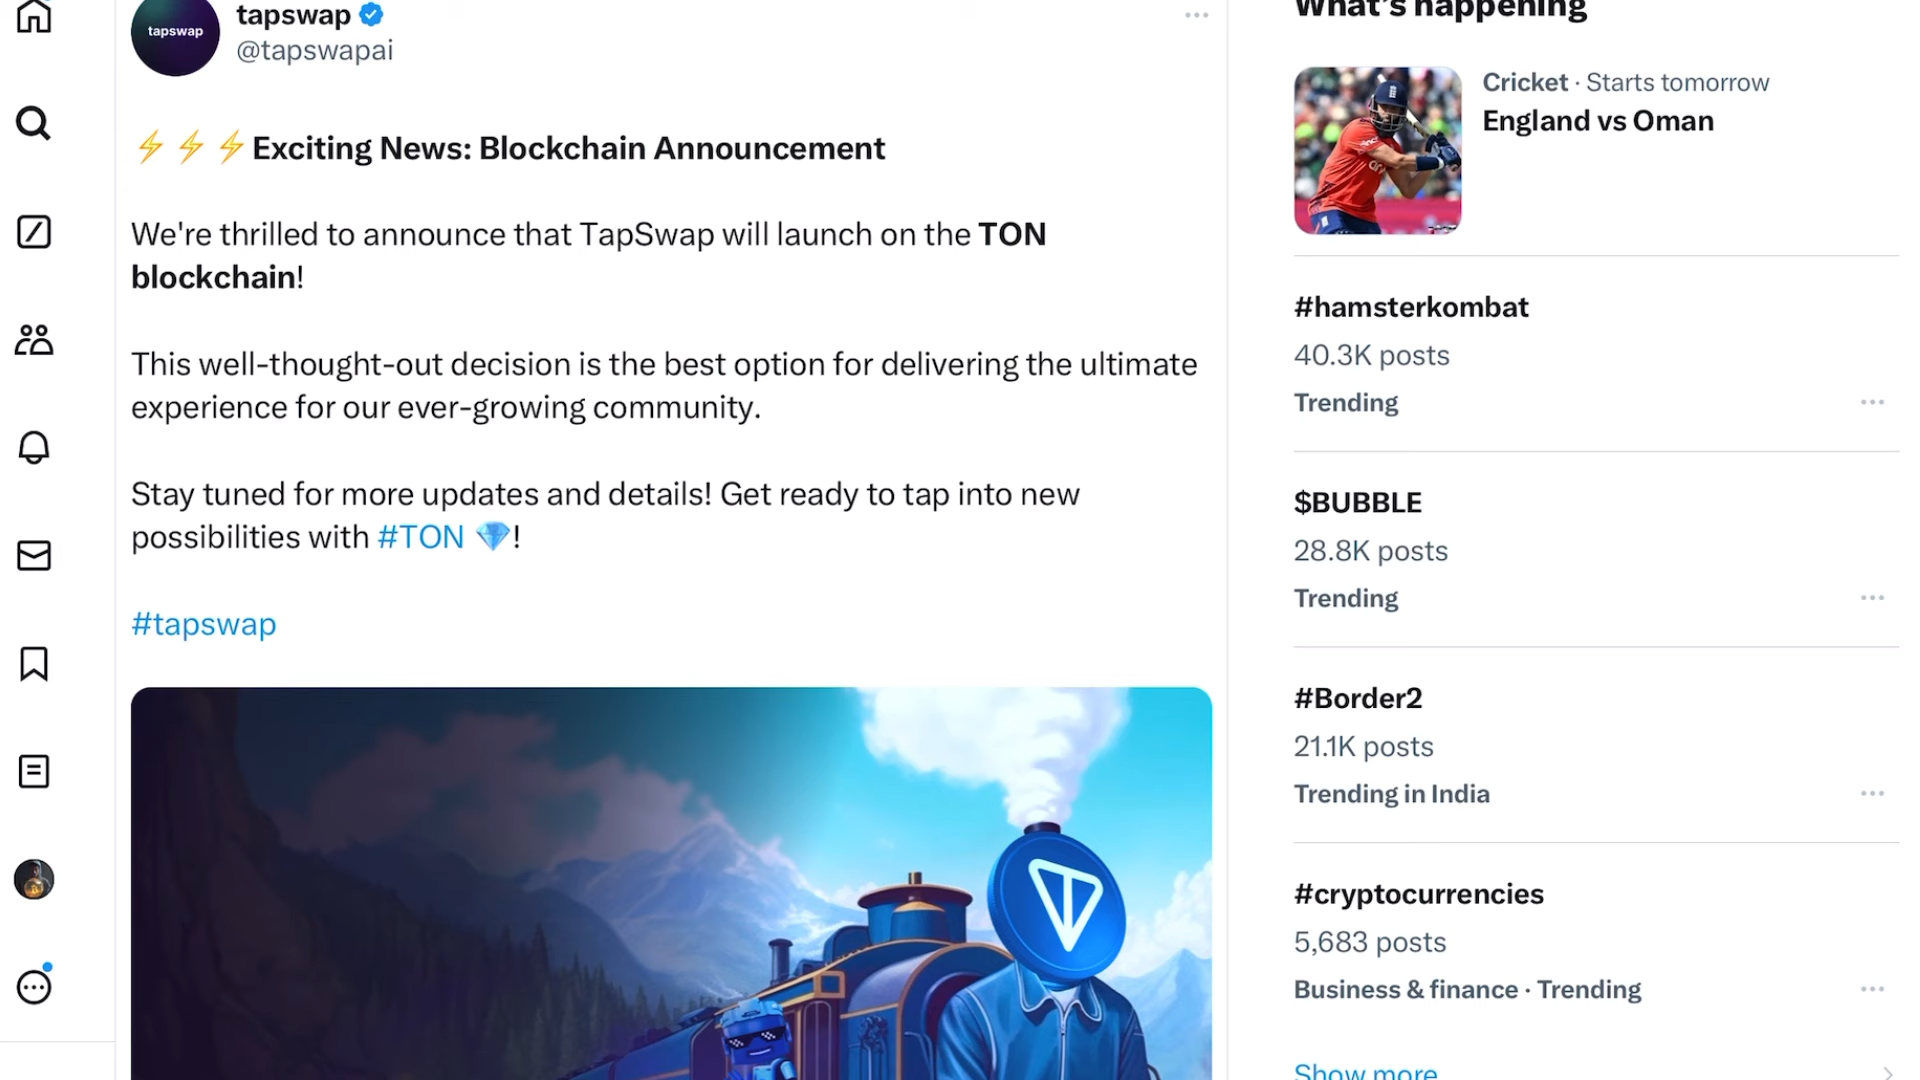 tapswap
tapswap
@tapswapai
⚡⚡⚡Exciting News: Blockchain Announcement
We're thrilled to announce that TapSwap will launch on the TON
blockchain!
This well-thought-out decision is the best option for delivering the ultimate
experience for our ever-growing community.
Stay tuned for more updates and details! Get ready to tap into new
possibilities with #TON 💎!
#tapswap
What's happening
Cricket · Starts tomorrow
England vs Oman
#hamsterkombat
40.3K posts
Trending
$BUBBLE
28.8K posts
Trending
#Border2
21.1K posts
Trending in India
#cryptocurrencies
5,683 posts
Business & finance · Trending
Show more